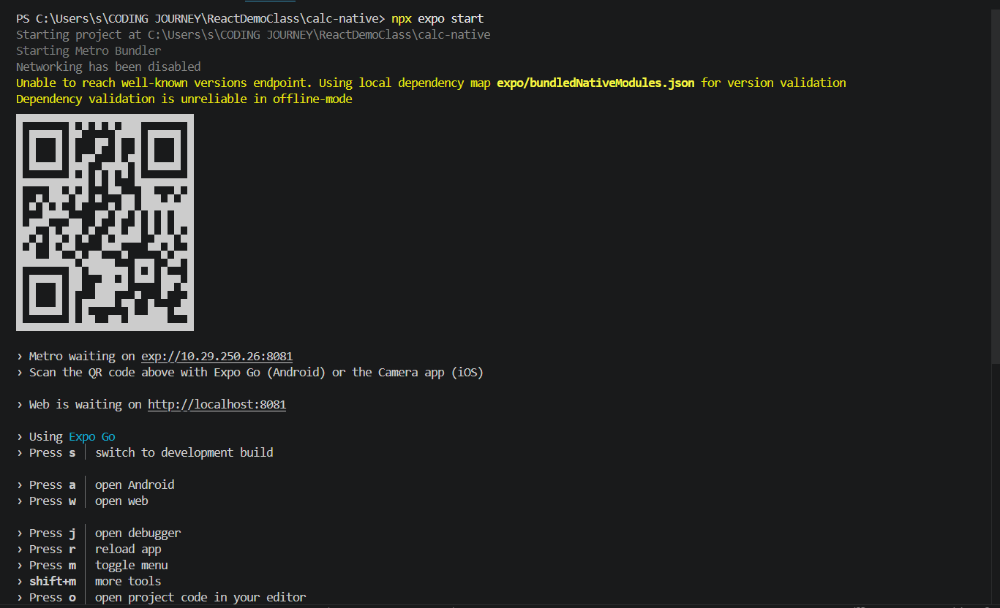 PS C:\Users\s\CODING JOURNEY\ReactDemoClass\calc-native> npx expo start
Starting project at C:\Users\s\CODING JOURNEY\ReactDemoClass\calc-native
Starting Metro Bundler
Networking has been disabled
Unable to reach well-known versions endpoint. Using local dependency map expo/bundledNativeModules.json for version validation
Dependency validation is unreliable in offline-mode
› Metro waiting on exp://10.29.250.26:8081
› Scan the QR code above with Expo Go (Android) or the Camera app (iOS)
› Web is waiting on http://localhost:8081
› Using Expo Go
› Press s │ switch to development build
› Press a │ open Android
› Press w │ open web
› Press j │ open debugger
› Press r │ reload app
› Press m │ toggle menu
› shift+m │ more tools
› Press o │ open project code in your editor